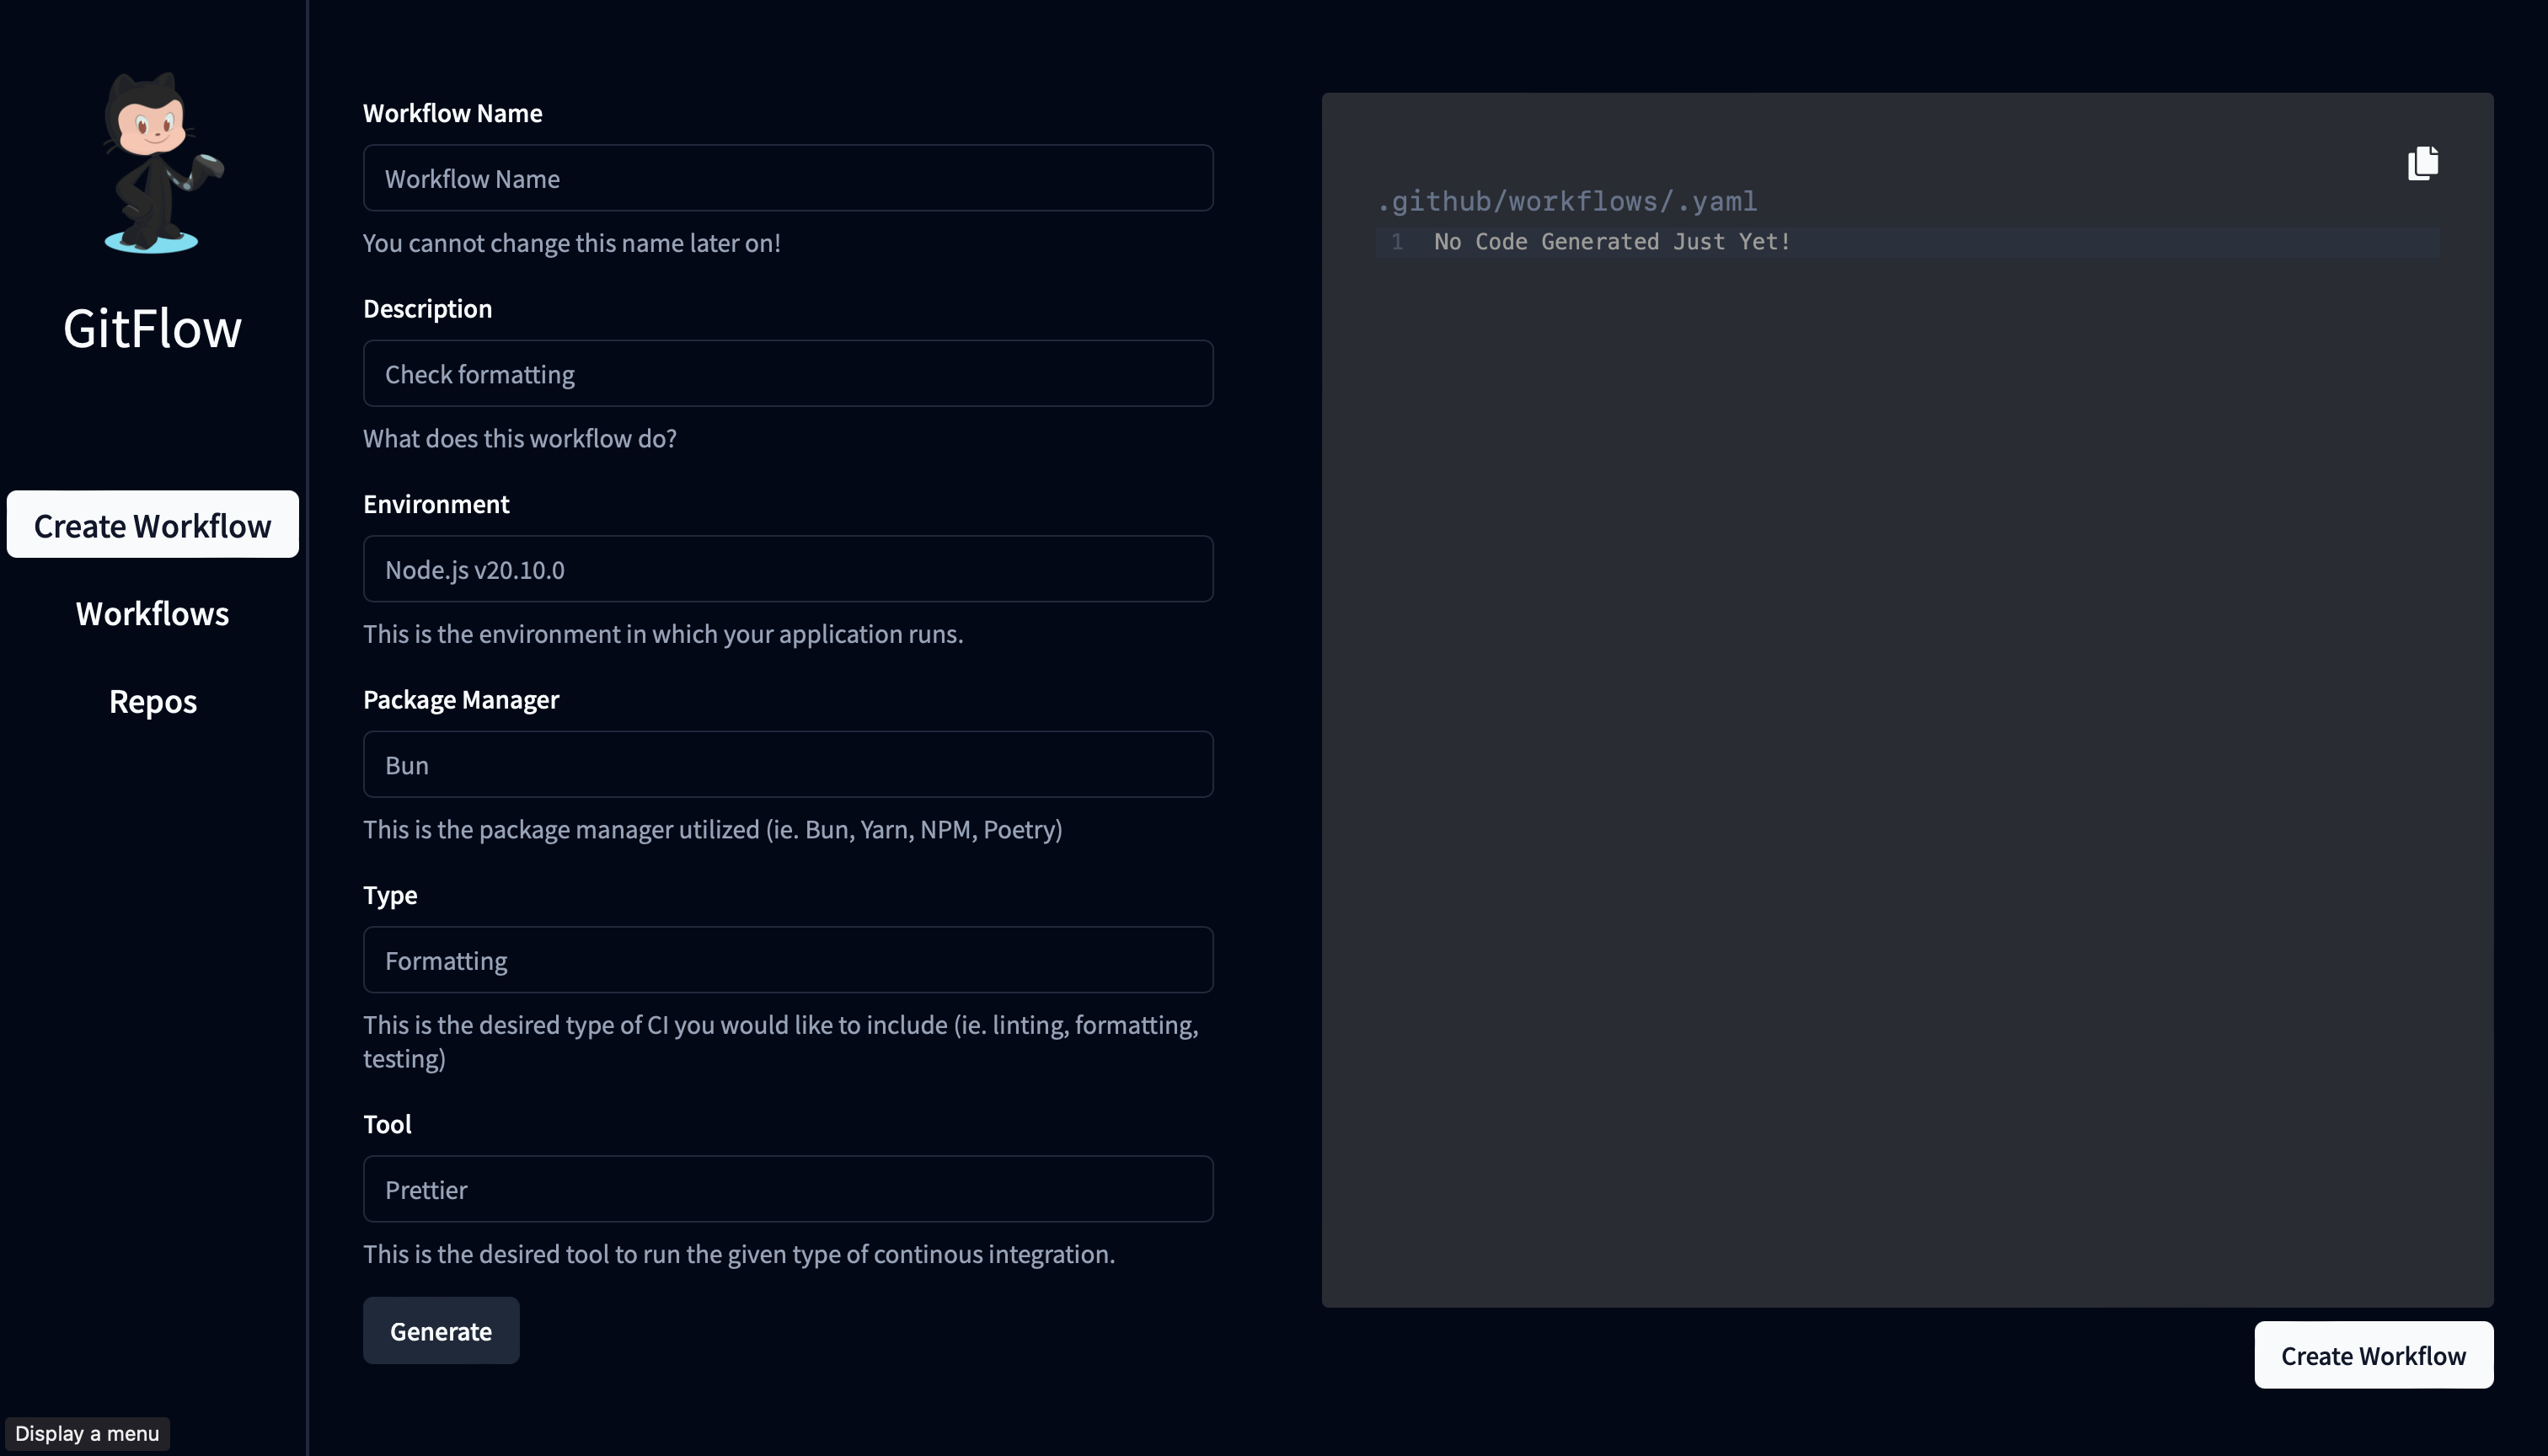 GitFlow
Create Workflow
Workflows
Repos
Display a menu
Workflow Name
Workflow Name
You cannot change this name later on!
Description
Check formatting
What does this workflow do?
Environment
Node.js v20.10.0
This is the environment in which your application runs.
Package Manager
Bun
This is the package manager utilized (ie. Bun, Yarn, NPM, Poetry)
Type
Formatting
This is the desired type of CI you would like to include (ie. linting, formatting,
testing)
Tool
Prettier
This is the desired tool to run the given type of continous integration.
Generate
.github/workflows/.yaml
1 No Code Generated Just Yet!
Create Workflow